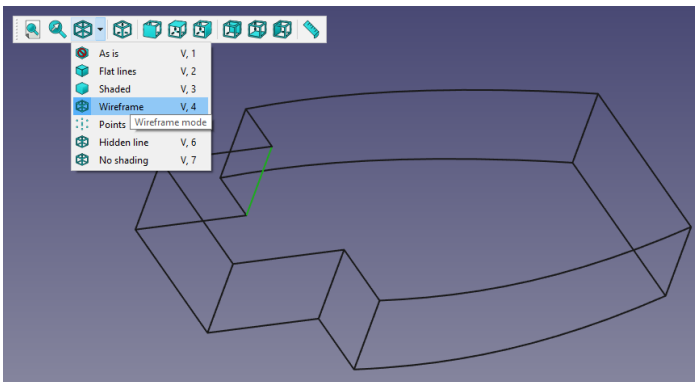 As is V, 1
Flat lines V, 2
Shaded V, 3
Wireframe V, 4
Points
Wireframe mode
Hidden line V, 6
No shading V, 7